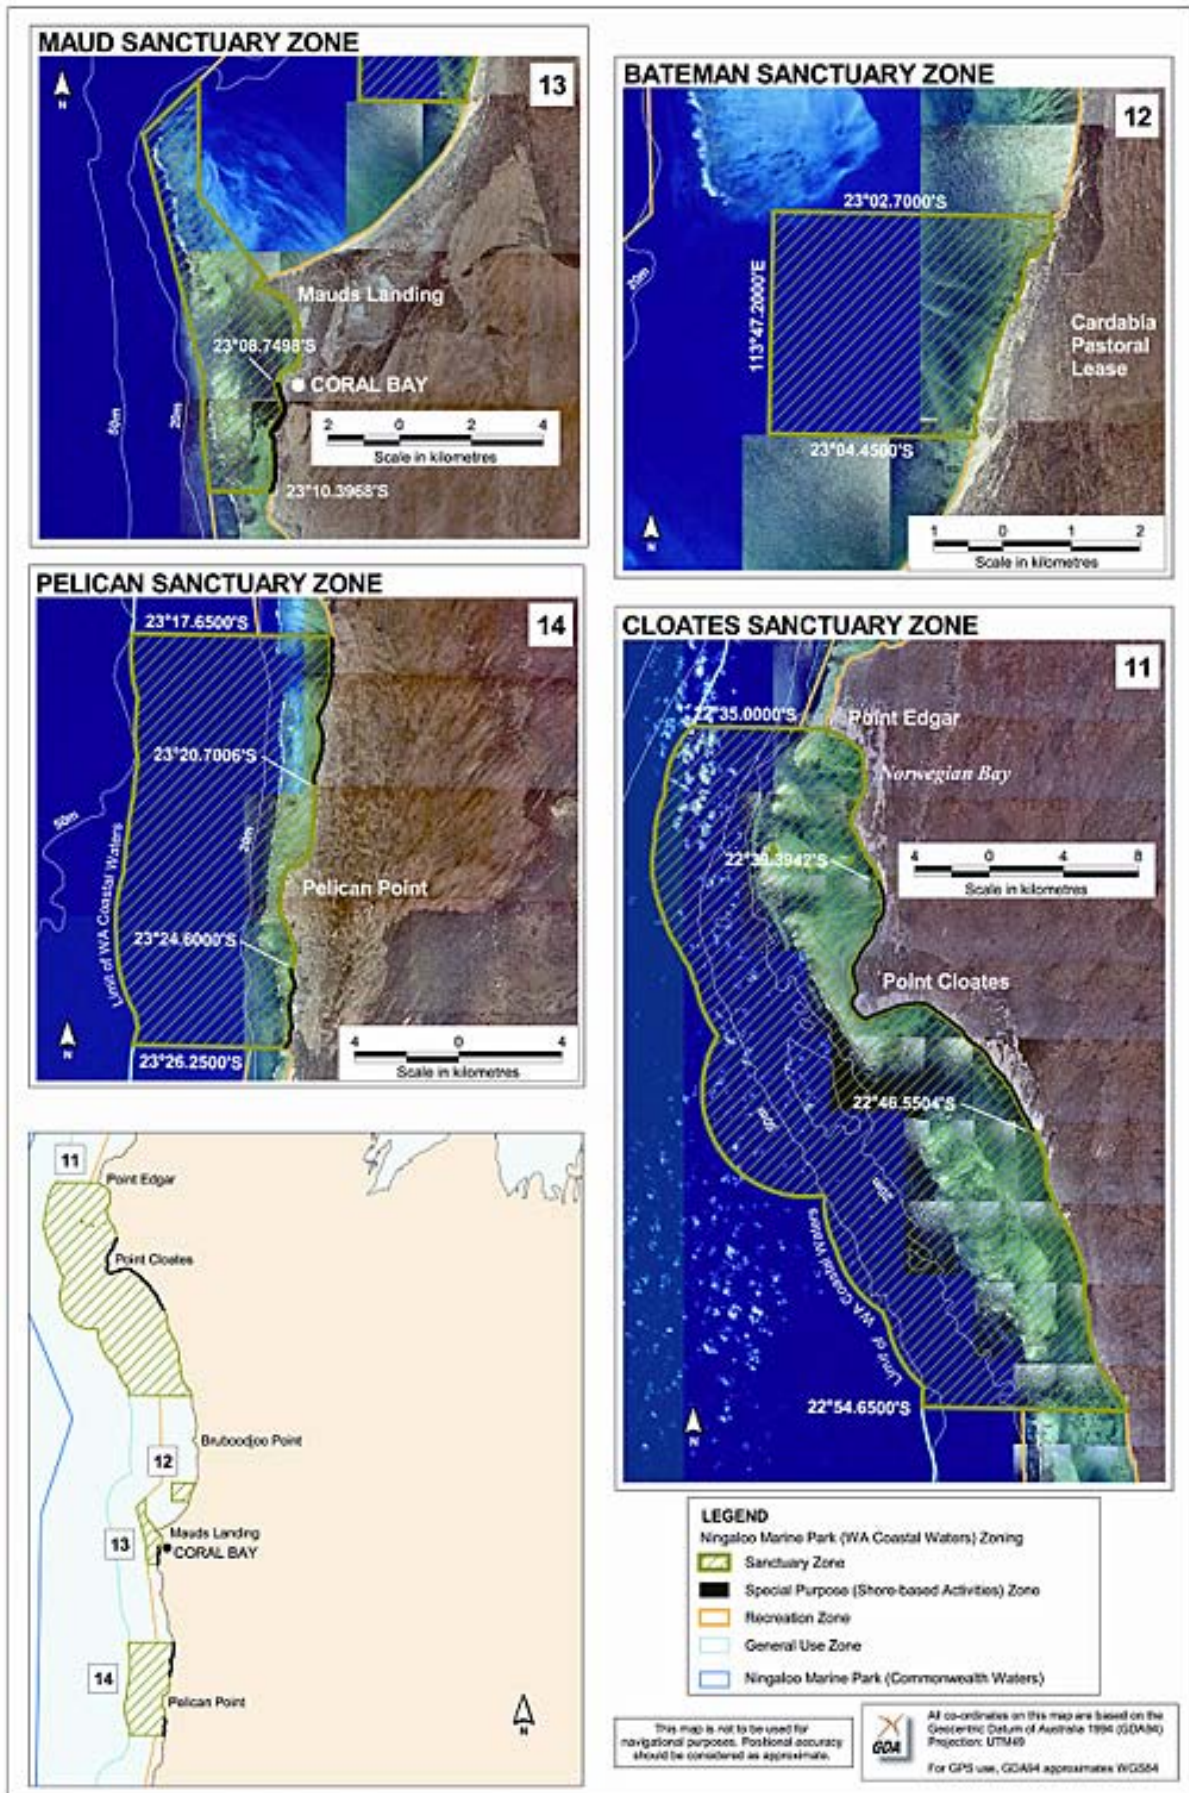 MAUD SANCTUARY ZONE
N
13
Mauds Landing
23°08.7498'S
CORAL BAY
50m
20m
2 0 2 4
Scale in kilometres
23°10.3968'S
BATEMAN SANCTUARY ZONE
12
23°02.7000'S
113°47.2000'E
20m
Cardabia
Pastoral
Lease
23°04.4500'S
N
1 0 1 2
Scale in kilometres
PELICAN SANCTUARY ZONE
23°17.6500'S
14
23°20.7006'S
50m
20m
Limit of WA Coastal Waters
Pelican Point
23°24.6000'S
N
4 0 4
Scale in kilometres
23°26.2500'S
CLOATES SANCTUARY ZONE
11
22°35.0000'S
Point Edgar
Norwegian Bay
22°39.3942'S
4 0 4 8
Scale in kilometres
Point Cloates
22°46.5504'S
50m
20m
Limit of WA Coastal Waters
22°54.6500'S
N
11
Point Edgar
Point Cloates
Bruboodjoo Point
12
Mauds Landing
13
CORAL BAY
14
Pelican Point
N
LEGEND
Ningaloo Marine Park (WA Coastal Waters) Zoning
Sanctuary Zone
Special Purpose (Shore-based Activities) Zone
Recreation Zone
General Use Zone
Ningaloo Marine Park (Commonwealth Waters)
This map is not to be used for
navigational purposes. Positional accuracy
should be considered as approximate.
GDA
All co-ordinates on this map are based on the
Geocentric Datum of Australia 1994 (GDA94)
Projection: UTM49
For GPS use, GDA94 approximates WGS84